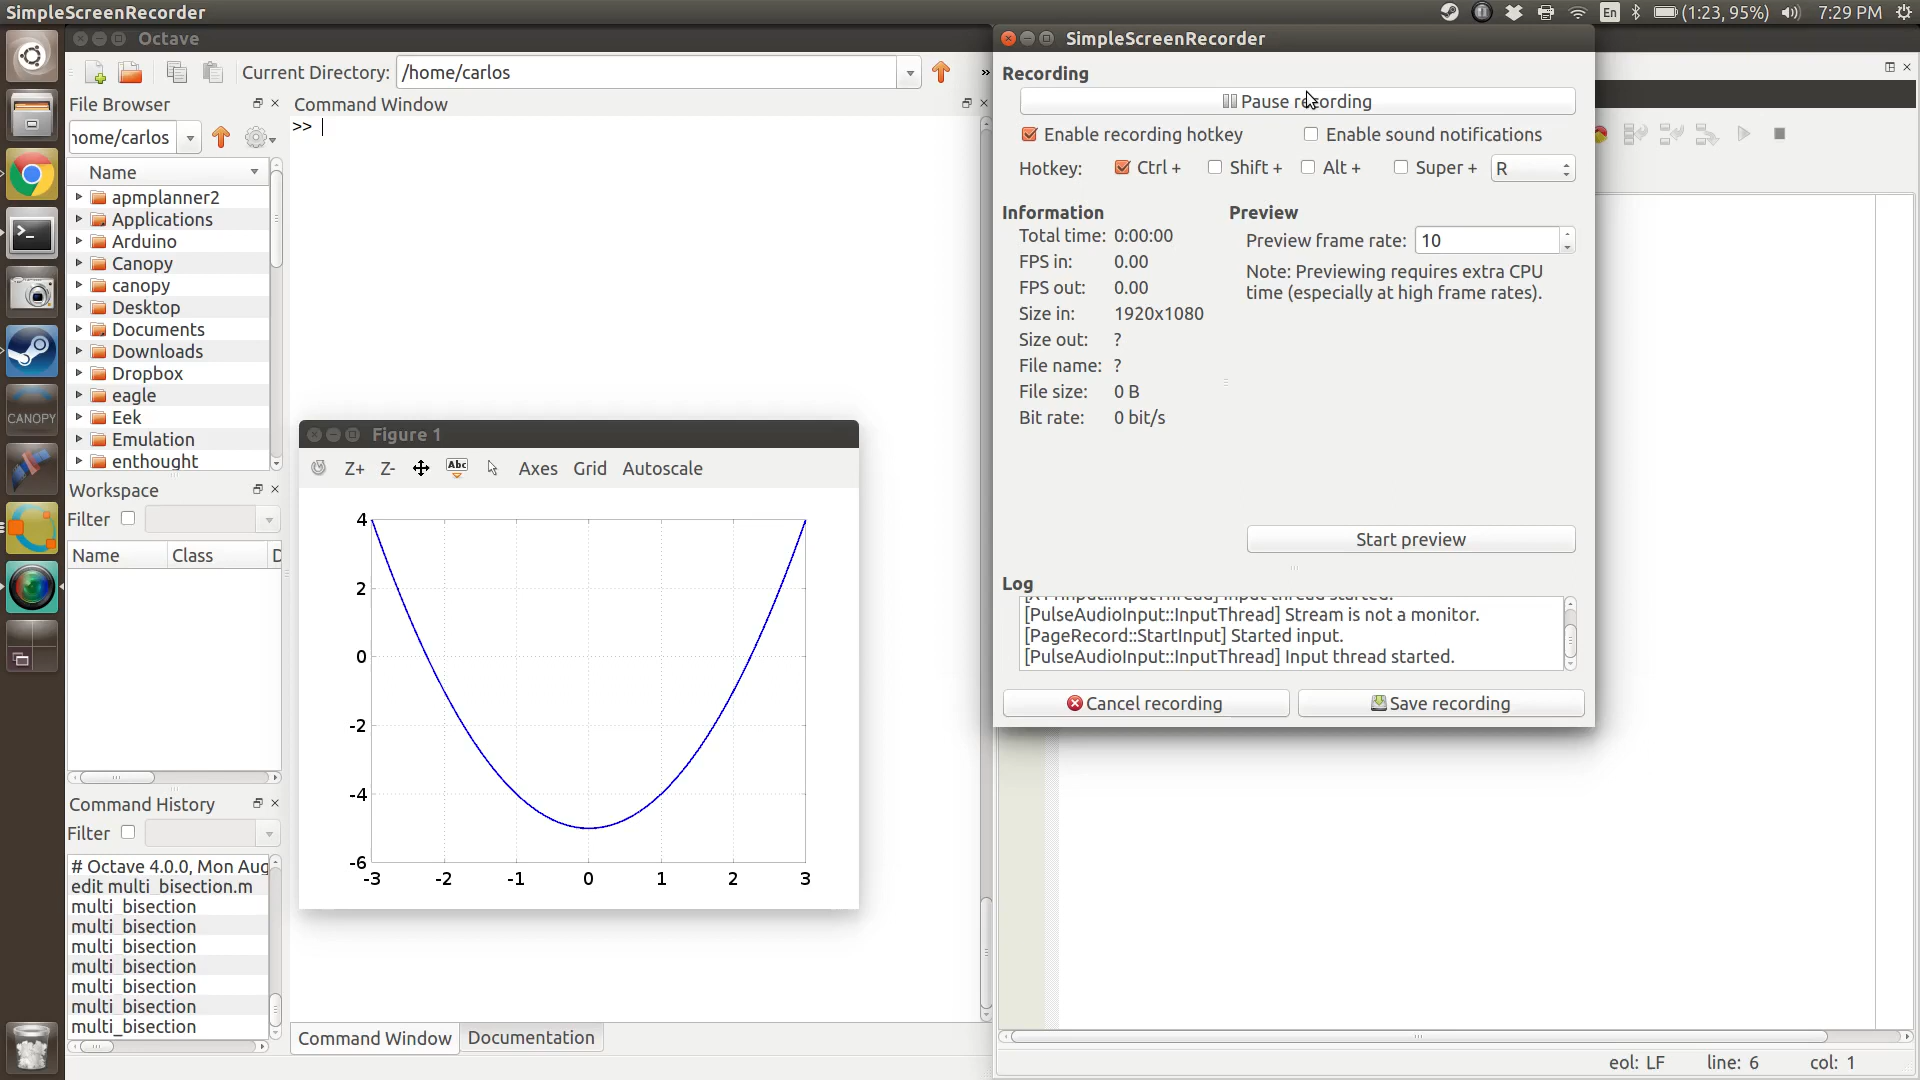 SimpleScreenRecorder
En
(1:23, 95%)
7:29 PM
Octave
Current Directory:
/home/carlos
»
File Browser
Command Window
home/carlos
>>
Name
apmplanner2
Applications
Arduino
Canopy
canopy
Desktop
Documents
Downloads
Dropbox
eagle
Eek
Emulation
enthought
CANOPY
Workspace
Filter
Name
Class
D
Command History
Filter
# Octave 4.0.0, Mon Aug
edit multi_bisection.m
multi_bisection
multi_bisection
multi_bisection
multi_bisection
multi_bisection
multi_bisection
multi_bisection
Figure 1
Z+
Z-
Abc
Axes
Grid
Autoscale
4
2
0
-2
-4
-6
-3
-2
-1
0
1
2
3
Command Window
Documentation
SimpleScreenRecorder
Recording
Pause recording
Enable recording hotkey
Enable sound notifications
Hotkey:
Ctrl +
Shift +
Alt +
Super +
R
Information
Total time: 0:00:00
FPS in: 0.00
FPS out: 0.00
Size in: 1920x1080
Size out: ?
File name: ?
File size: 0 B
Bit rate: 0 bit/s
Preview
Preview frame rate: 10
Note: Previewing requires extra CPU
time (especially at high frame rates).
Start preview
Log
[PulseAudioInput::InputThread] Stream is not a monitor.
[PageRecord::StartInput] Started input.
[PulseAudioInput::InputThread] Input thread started.
Cancel recording
Save recording
eol: LF
line: 6
col: 1